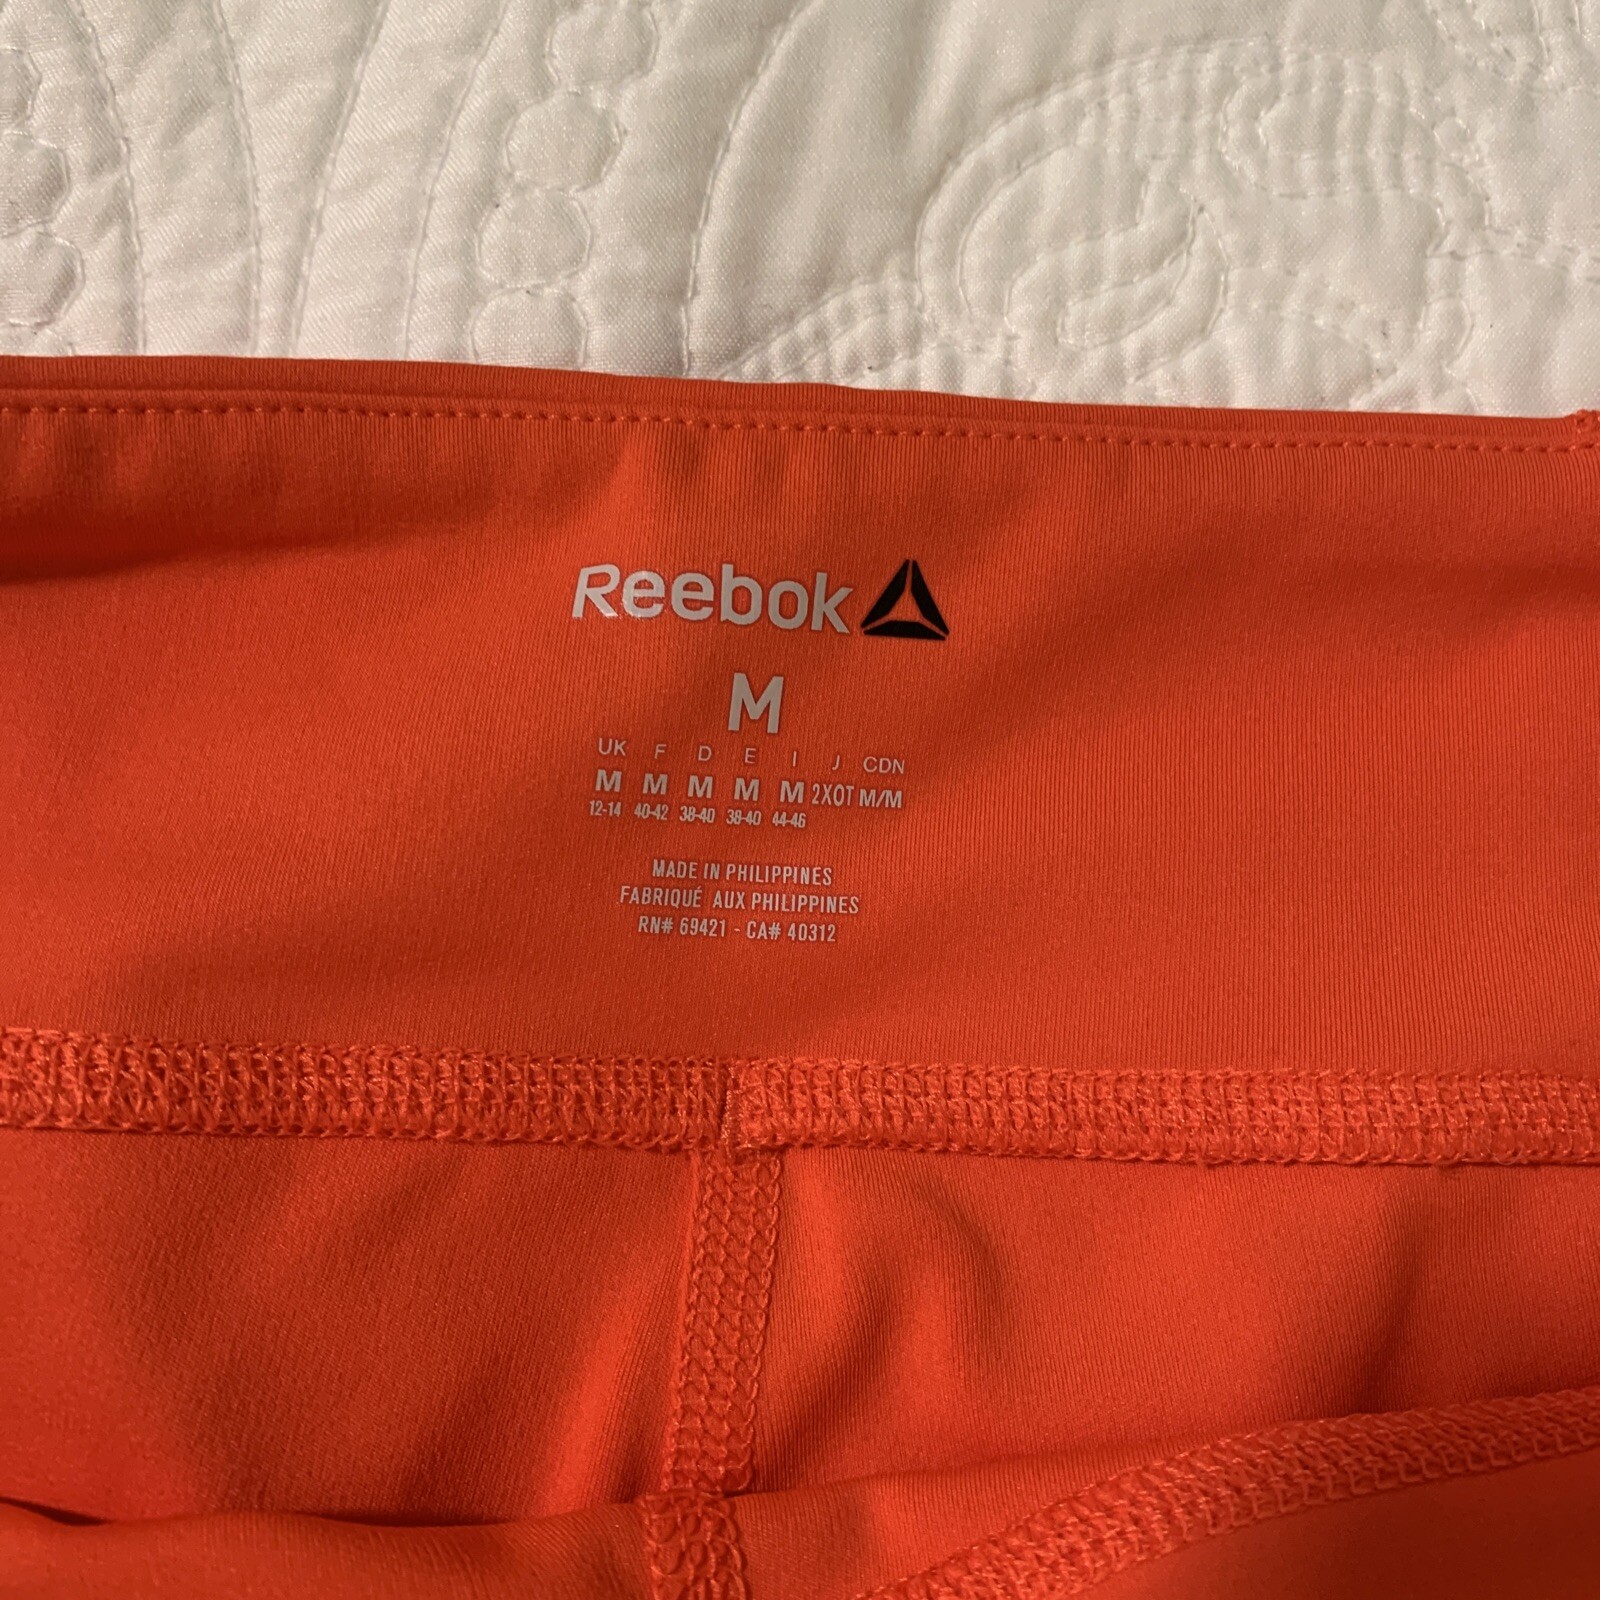 Reebok
M
UK F D E I J CDN
M M M M M 2XOT M/M
12-14 40-42 38-40 38-40 44-46
MADE IN PHILIPPINES
FABRIQUÉ AUX PHILIPPINES
RN# 69421 - CA# 40312